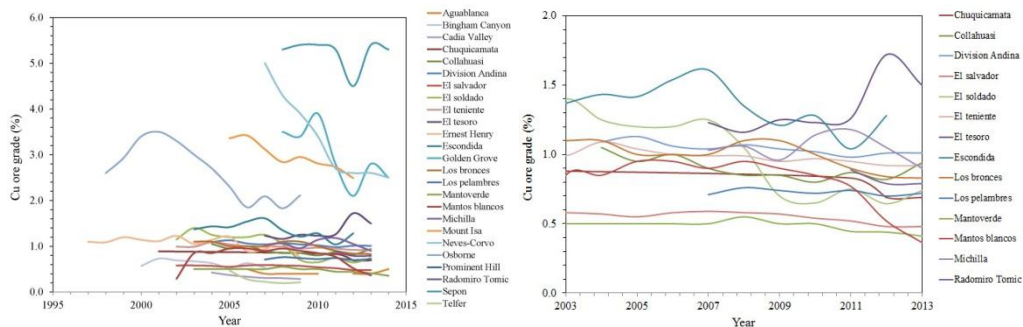 6.0
5.0
4.0
3.0
2.0
1.0
0.0
Cu ore grade (%)
1995
2000
2005
2010
2015
Year
Aguablanca
Bingham Canyon
Cadia Valley
Chuquicamata
Collahuasi
Division Andina
El salvador
El soldado
El teniente
El tesoro
Ernest Henry
Escondida
Golden Grove
Los bronces
Los pelambres
Mantoverde
Mantos blancos
Michilla
Mount Isa
Neves-Corvo
Osborne
Prominent Hill
Radomiro Tomic
Sepon
Telfer
2.0
1.5
1.0
0.5
0.0
Cu ore grade (%)
2003
2005
2007
2009
2011
2013
Year
Chuquicamata
Collahuasi
Division Andina
El salvador
El soldado
El teniente
El tesoro
Escondida
Los bronces
Los pelambres
Mantoverde
Mantos blancos
Michilla
Radomiro Tomic